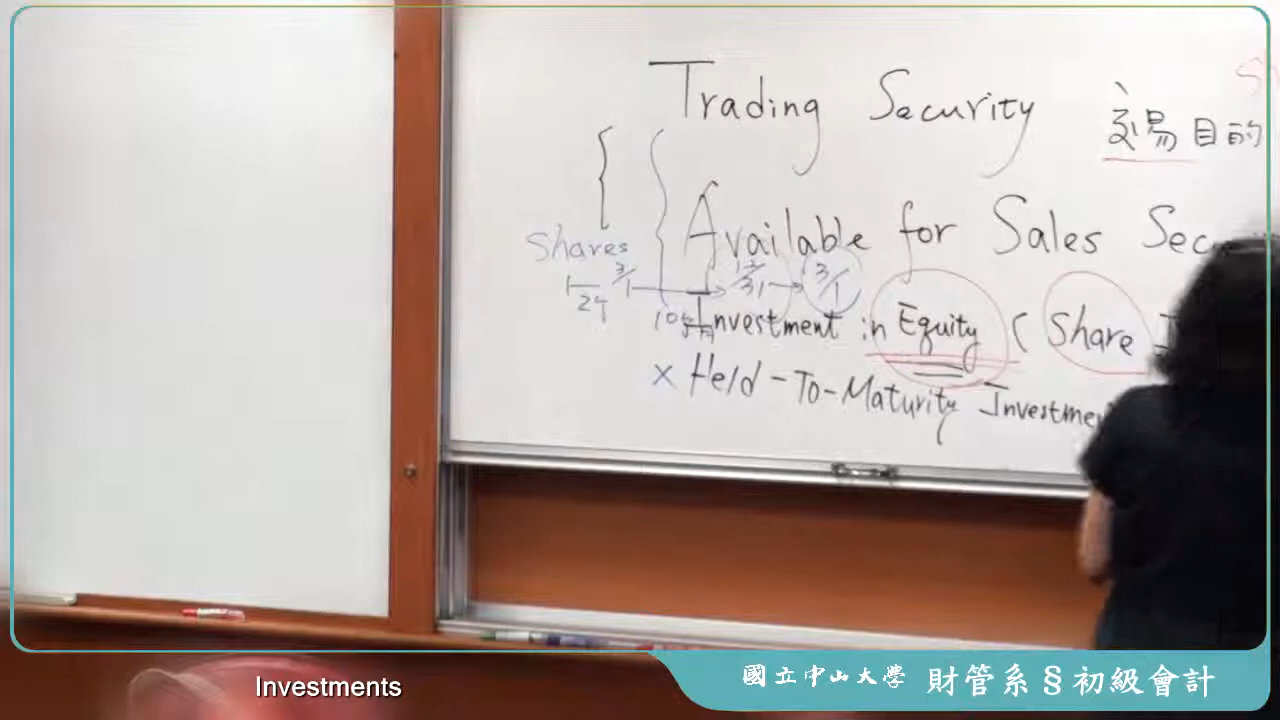 Trading Security 交易目的
Available for Sales Sec
Shares
3/1 12/31 3/1
Investment in Equity ( Share I
× Held-To-Maturity Investmen
Investments
國立中山大學 財管系§初級會計